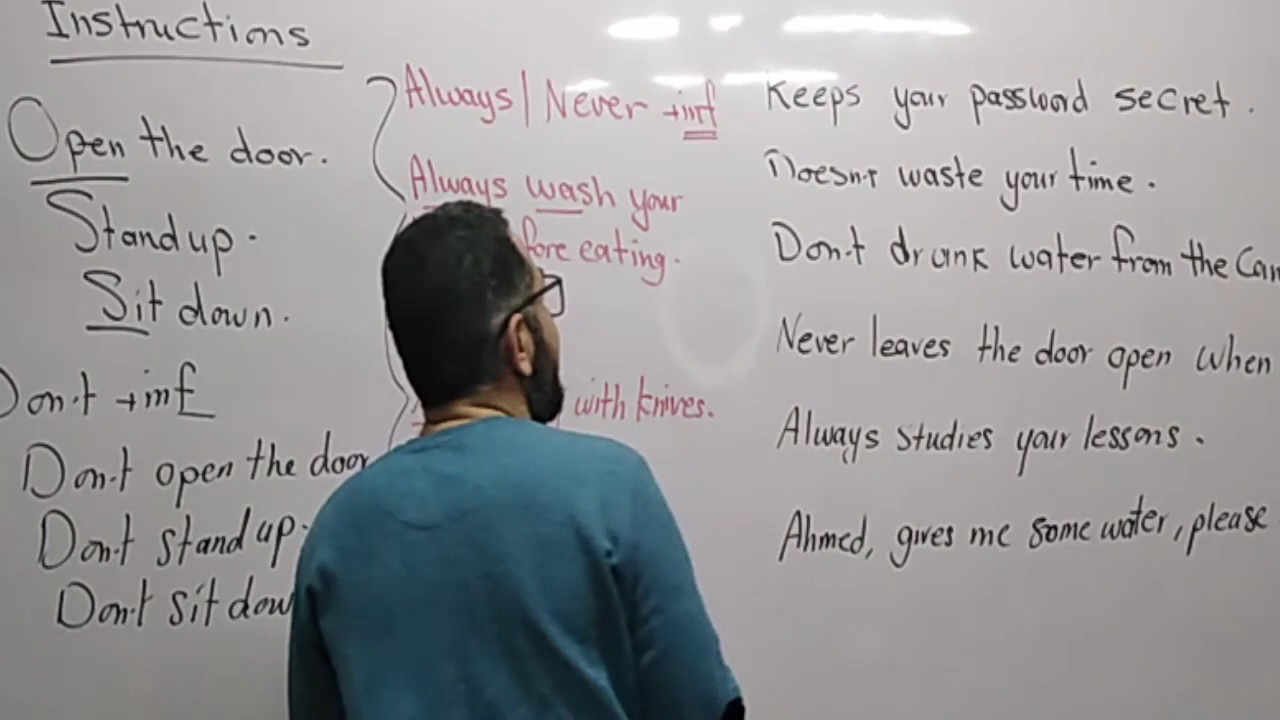 Instructions
Open the door.
Stand up.
Sit down.
Don't +inf
Don't open the door
Don't stand up.
Don't sit dow
Always / Never +inf
Always wash your
fore eating.
with knives.
Keeps your password secret.
Doesn't waste your time.
Don't drunk water from the Can
Never leaves the door open when
Always studies your lessons.
Ahmed, gives me some water, please